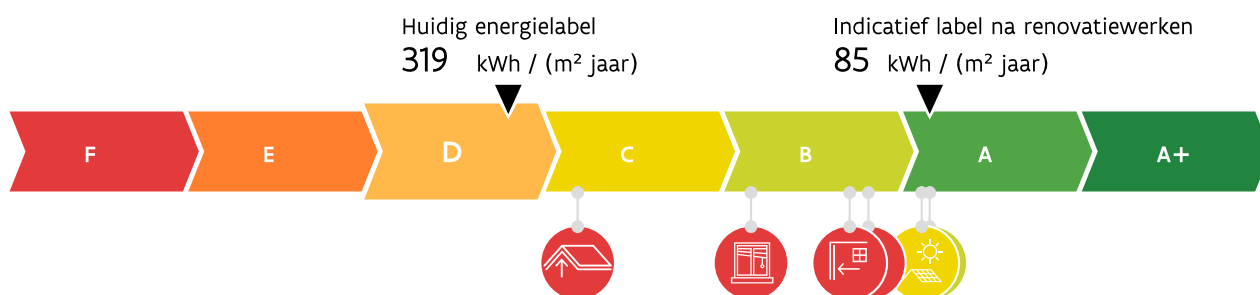 Huidig energielabel
319 kWh / (m² jaar)
Indicatief label na renovatiewerken
85 kWh / (m² jaar)
F
E
D
C
B
A
A+